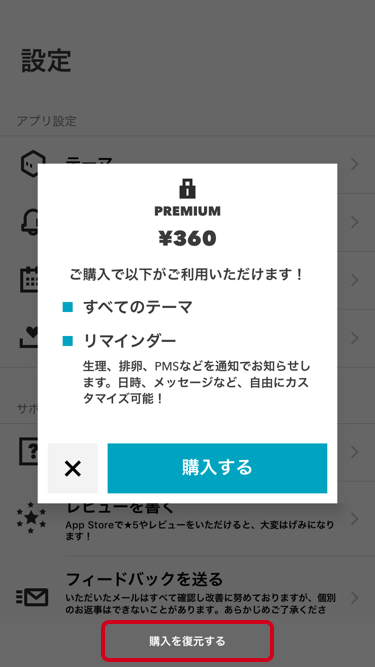 設定
アプリ設定
テーマ
PREMIUM
¥360
ご購入で以下がご利用いただけます！
すべてのテーマ
リマインダー
生理、排卵、PMSなどを通知でお知らせし
ます。日時、メッセージなど、自由にカス
タマイズ可能！
購入する
サポ
レビューを書く
App Storeで★5やレビューをいただけると、大変はげみになり
ます！
フィードバックを送る
いただいたメールはすべて確認し改善に努めておりますが、個別
のお返事はできないことがあります。あらかじめご了承くださ
購入を復元する